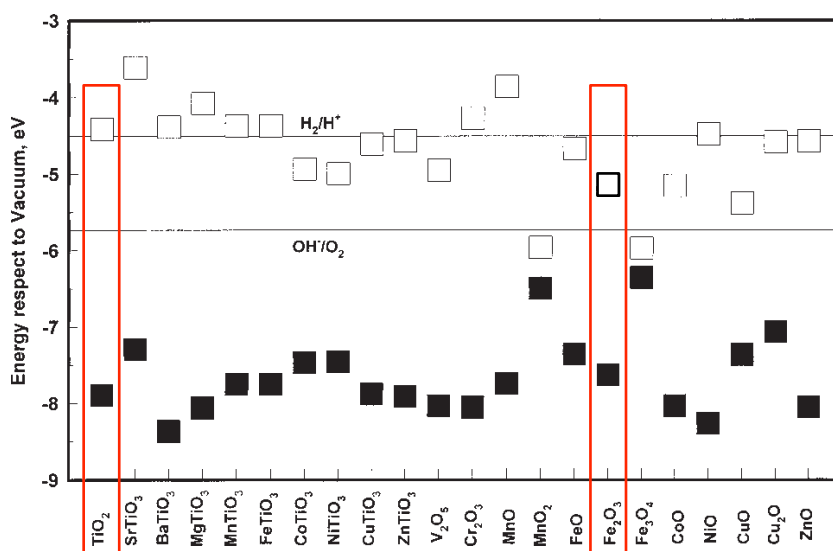 -3
-4
-5
-6
-7
-8
-9
Energy respect to Vacuum, eV
H₂/H⁺
OH⁻/O₂
TiO₂
SrTiO₃
BaTiO₃
MgTiO₃
MnTiO₃
FeTiO₃
CoTiO₃
NiTiO₃
CuTiO₃
ZnTiO₃
V₂O₅
Cr₂O₃
MnO
MnO₂
FeO
Fe₂O₃
Fe₃O₄
CoO
NiO
CuO
Cu₂O
ZnO